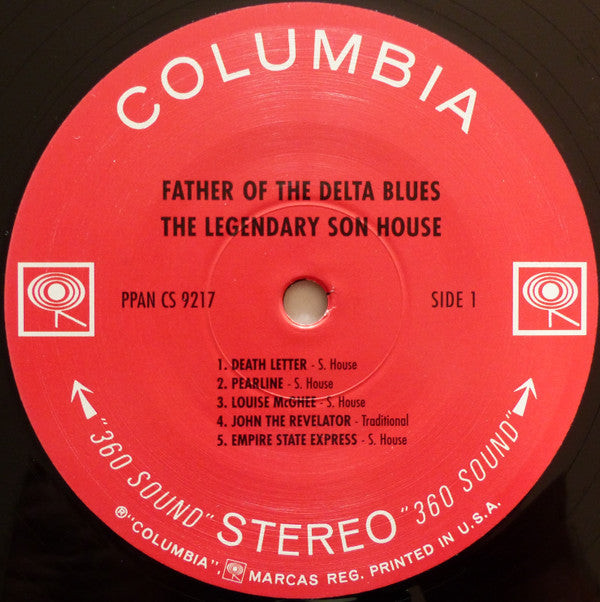 COLUMBIA
FATHER OF THE DELTA BLUES
THE LEGENDARY SON HOUSE
PPAN CS 9217
SIDE 1
1. DEATH LETTER - S. House
2. PEARLINE - S. House
3. LOUISE McGHEE - S. House
4. JOHN THE REVELATOR - Traditional
5. EMPIRE STATE EXPRESS - S. House
"360 SOUND" STEREO "360 SOUND"
® "COLUMBIA", MARCAS REG. PRINTED IN U.S.A.